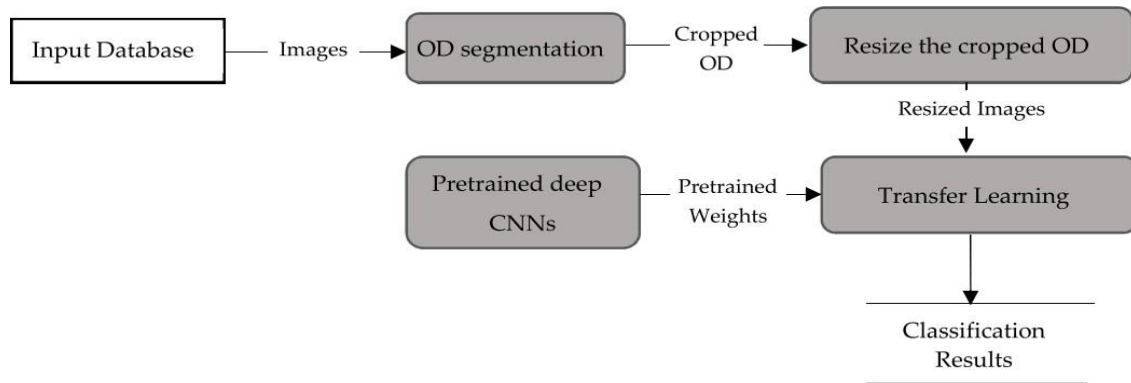 Input Database
Images
OD segmentation
Cropped
OD
Resize the cropped OD
Resized Images
Pretrained deep
CNNs
Pretrained
Weights
Transfer Learning
Classification
Results